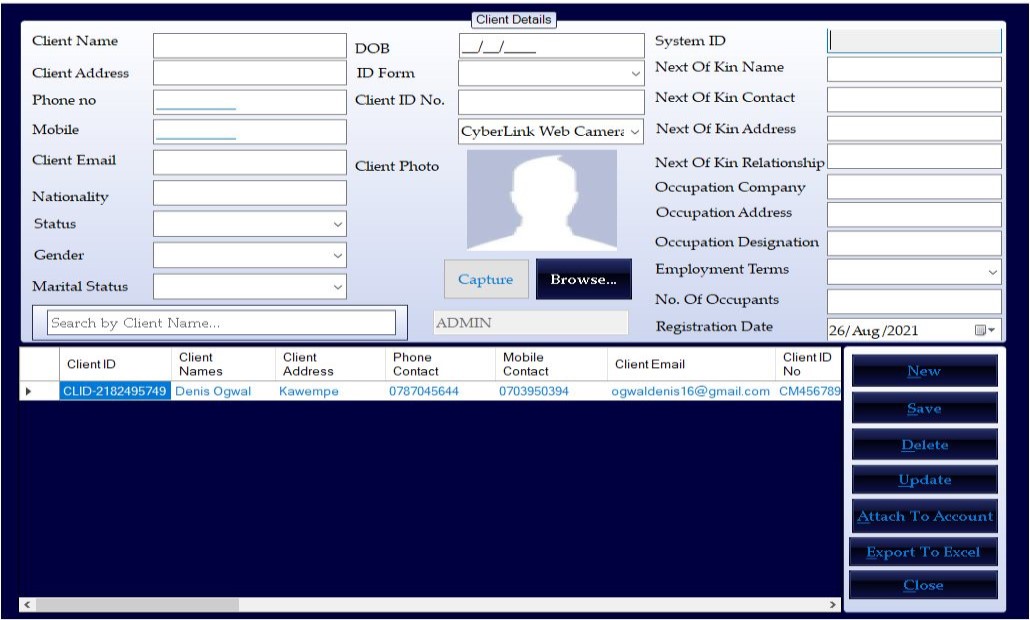 Client Details
Client Name
Client Address
Phone no
Mobile
Client Email
Nationality
Status
Gender
Marital Status
Search by Client Name...
DOB
__/__/____
ID Form
Client ID No.
CyberLink Web Camera
Client Photo
Capture
Browse...
ADMIN
System ID
Next Of Kin Name
Next Of Kin Contact
Next Of Kin Address
Next Of Kin Relationship
Occupation Company
Occupation Address
Occupation Designation
Employment Terms
No. Of Occupants
Registration Date
26/Aug/2021
Client ID Client Names Client Address Phone Contact Mobile Contact Client Email Client ID No
CLID-2182495749 Denis Ogwal Kawempe 0787045644 0703950394 ogwaldenis16@gmail.com CM456789
New
Save
Delete
Update
Attach To Account
Export To Excel
Close